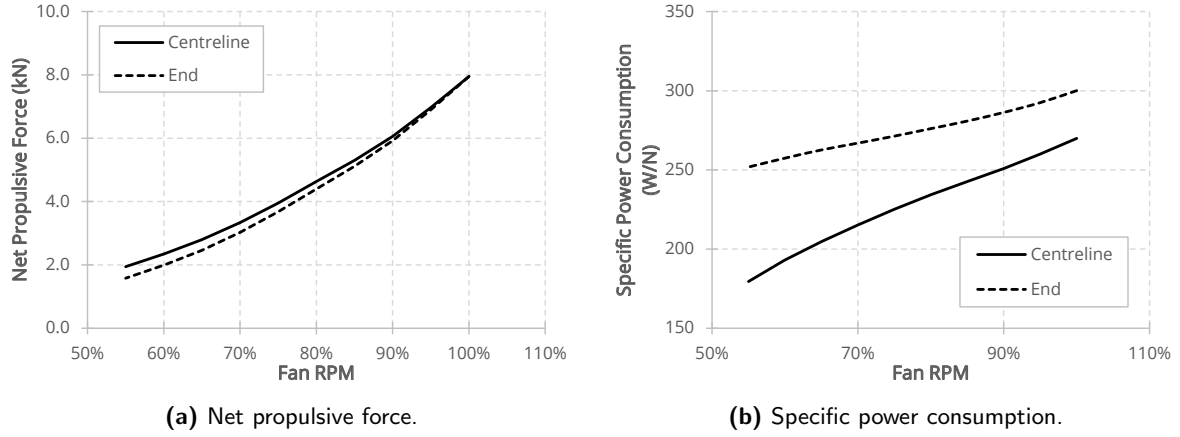 10.0
8.0
6.0
4.0
2.0
0.0
Net Propulsive Force (kN)
Centreline
End
50% 60% 70% 80% 90% 100% 110%
Fan RPM
(a) Net propulsive force.
350
300
250
200
150
Specific Power Consumption
(W/N)
Centreline
End
50% 70% 90% 110%
Fan RPM
(b) Specific power consumption.